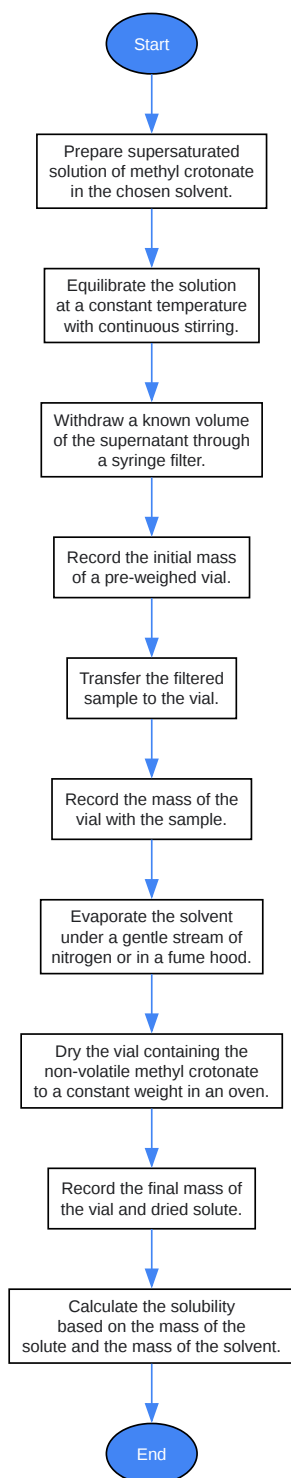 Start
Prepare supersaturated
solution of methyl crotonate
in the chosen solvent.
Equilibrate the solution
at a constant temperature
with continuous stirring.
Withdraw a known volume
of the supernatant through
a syringe filter.
Record the initial mass
of a pre-weighed vial.
Transfer the filtered
sample to the vial.
Record the mass of the
vial with the sample.
Evaporate the solvent
under a gentle stream of
nitrogen or in a fume hood.
Dry the vial containing the
non-volatile methyl crotonate
to a constant weight in an oven.
Record the final mass of
the vial and dried solute.
Calculate the solubility
based on the mass of the
solute and the mass of the solvent.
End